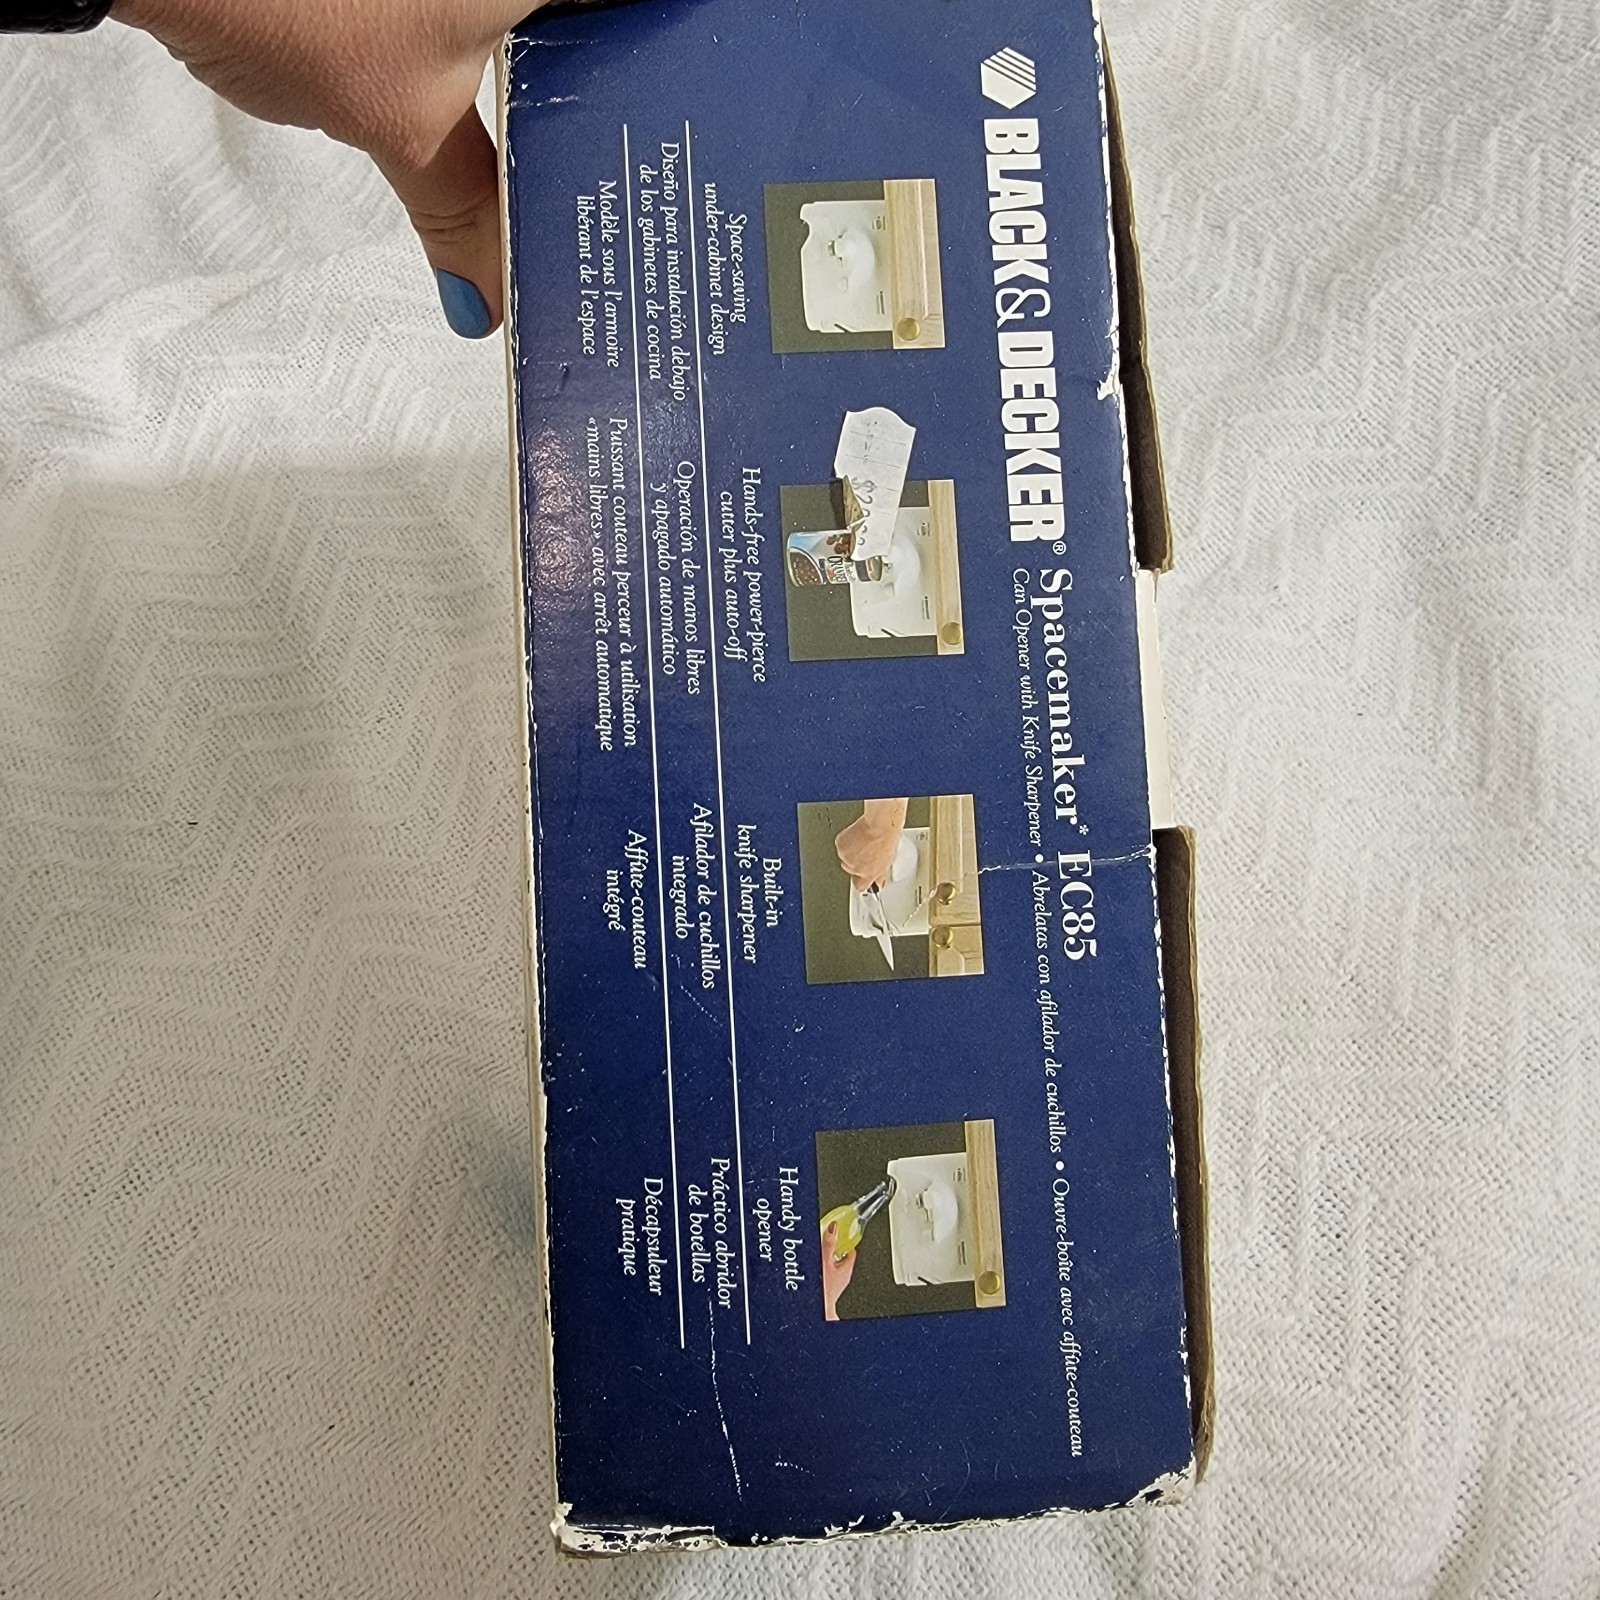 BLACK & DECKER® Spacemaker* EC85
Can Opener with Knife Sharpener • Abrelatas con afilador de cuchillos • Ouvre-boîte avec affûte-couteau
Space-saving
under-cabinet design
Diseño para instalación debajo
de los gabinetes de cocina
Modèle sous l'armoire
libérant de l'espace
Hands-free power-pierce
cutter plus auto-off
Operación de manos libres
y apagado automático
Puissant couteau perceur à utilisation
«mains libres» avec arrêt automatique
Built-in
knife sharpener
Afilador de cuchillos
integrado
Affûte-couteau
intégré
Handy bottle
opener
Práctico abridor
de botellas
Décapsuleur
pratique